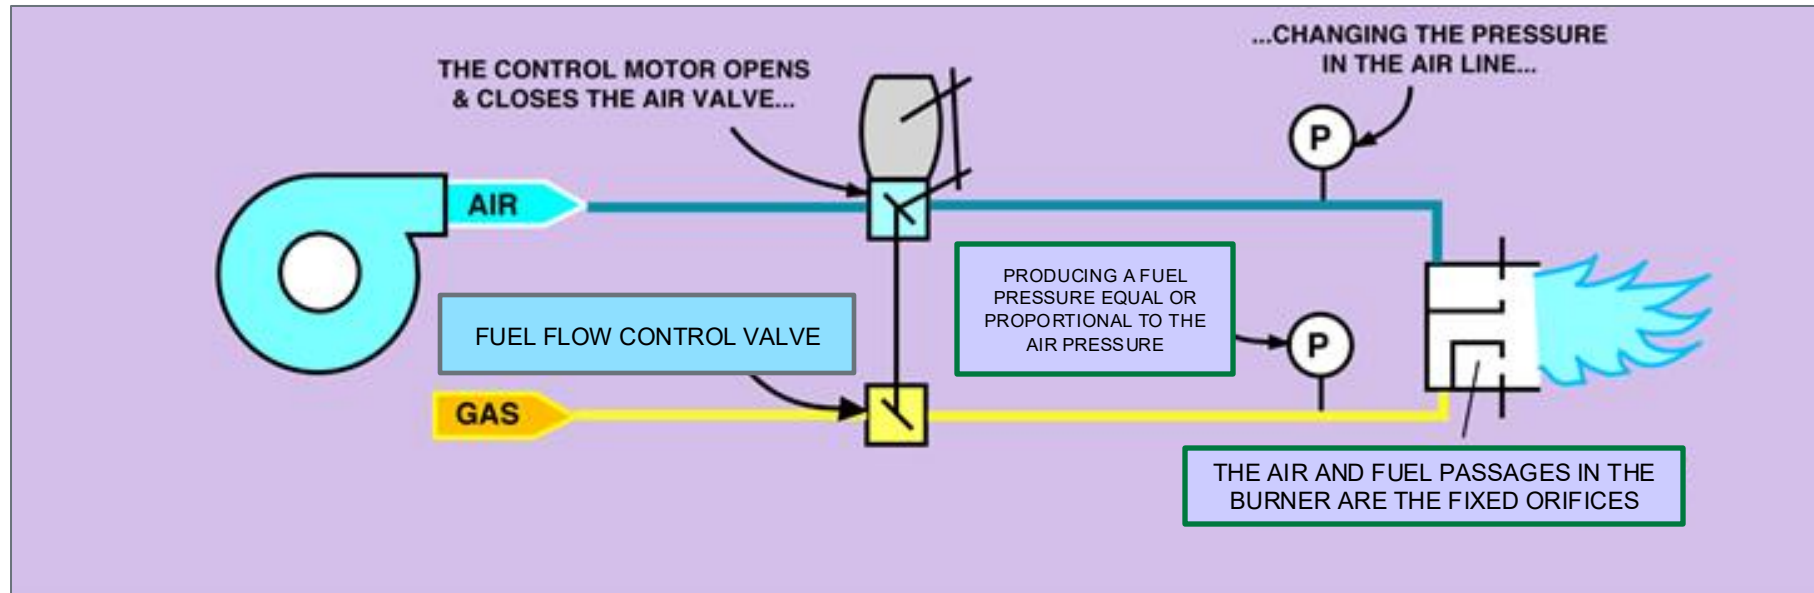 THE CONTROL MOTOR OPENS
& CLOSES THE AIR VALVE...
...CHANGING THE PRESSURE
IN THE AIR LINE...
P
AIR
PRODUCING A FUEL
PRESSURE EQUAL OR
PROPORTIONAL TO THE
AIR PRESSURE
FUEL FLOW CONTROL VALVE
P
GAS
THE AIR AND FUEL PASSAGES IN THE
BURNER ARE THE FIXED ORIFICES